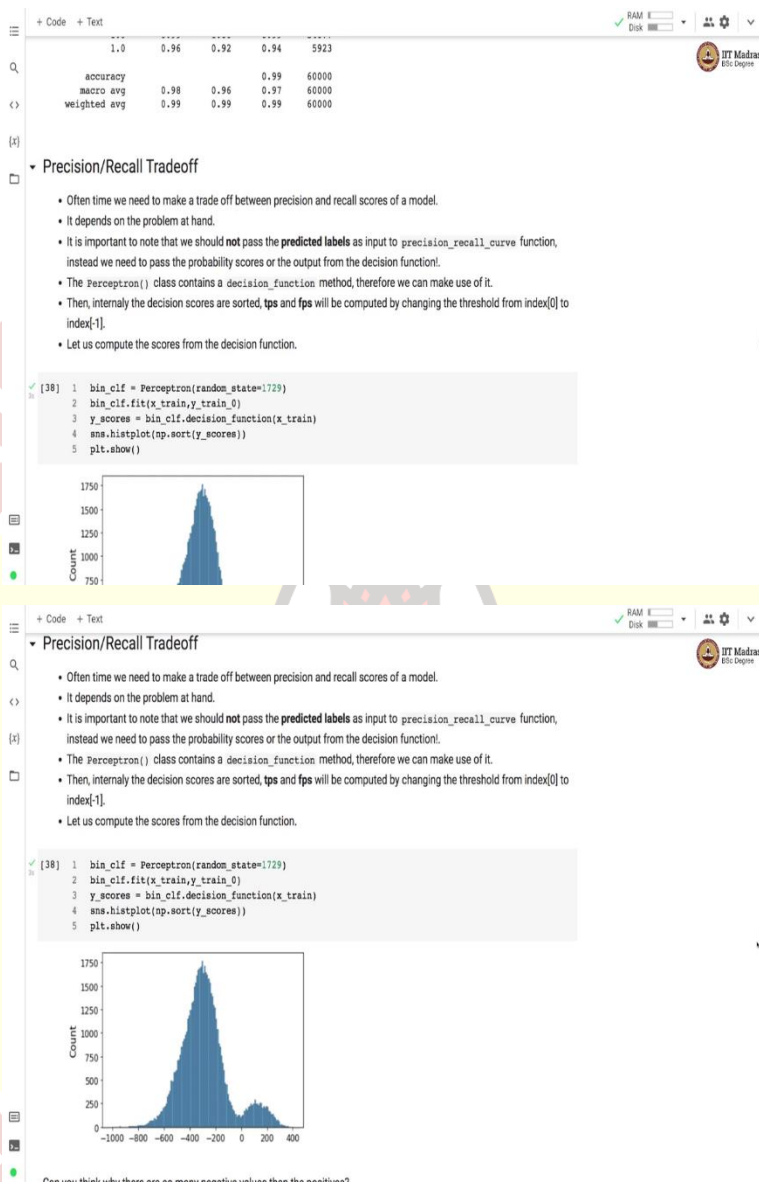 + Code + Text
RAM
Disk
IIT Madras
BSc Degree
1.0 0.96 0.92 0.94 5923
accuracy 0.99 60000
macro avg 0.98 0.96 0.97 60000
weighted avg 0.99 0.99 0.99 60000
Precision/Recall Tradeoff
• Often time we need to make a trade off between precision and recall scores of a model.
• It depends on the problem at hand.
• It is important to note that we should not pass the predicted labels as input to precision_recall_curve function,
instead we need to pass the probability scores or the output from the decision function!.
• The Perceptron() class contains a decision_function method, therefore we can make use of it.
• Then, internaly the decision scores are sorted, tps and fps will be computed by changing the threshold from index[0] to
index[-1].
• Let us compute the scores from the decision function.
[38] 1 bin_clf = Perceptron(random_state=1729)
2 bin_clf.fit(x_train,y_train_0)
3 y_scores = bin_clf.decision_function(x_train)
4 sns.histplot(np.sort(y_scores))
5 plt.show()
1750
1500
1250
1000
750
Count
+ Code + Text
RAM
Disk
IIT Madras
BSc Degree
Precision/Recall Tradeoff
• Often time we need to make a trade off between precision and recall scores of a model.
• It depends on the problem at hand.
• It is important to note that we should not pass the predicted labels as input to precision_recall_curve function,
instead we need to pass the probability scores or the output from the decision function!.
• The Perceptron() class contains a decision_function method, therefore we can make use of it.
• Then, internaly the decision scores are sorted, tps and fps will be computed by changing the threshold from index[0] to
index[-1].
• Let us compute the scores from the decision function.
[38] 1 bin_clf = Perceptron(random_state=1729)
2 bin_clf.fit(x_train,y_train_0)
3 y_scores = bin_clf.decision_function(x_train)
4 sns.histplot(np.sort(y_scores))
5 plt.show()
1750
1500
1250
1000
750
500
250
0
Count
−1000 −800 −600 −400 −200 0 200 400
Can you think why there are so many negative values than the positives?